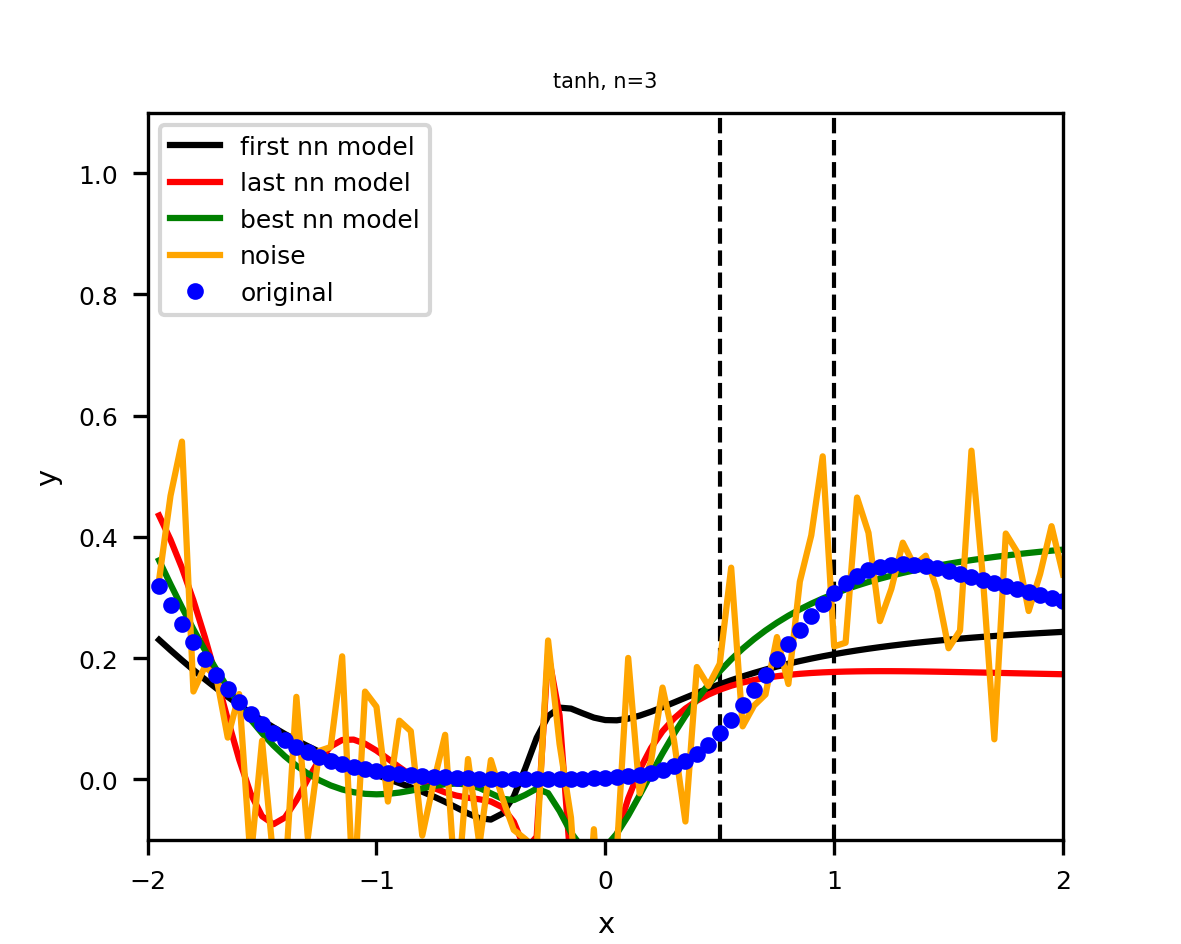 tanh, n=3
first nn model
last nn model
best nn model
noise
original
1.0
0.8
0.6
0.4
0.2
0.0
y
−2
−1
0
1
2
x